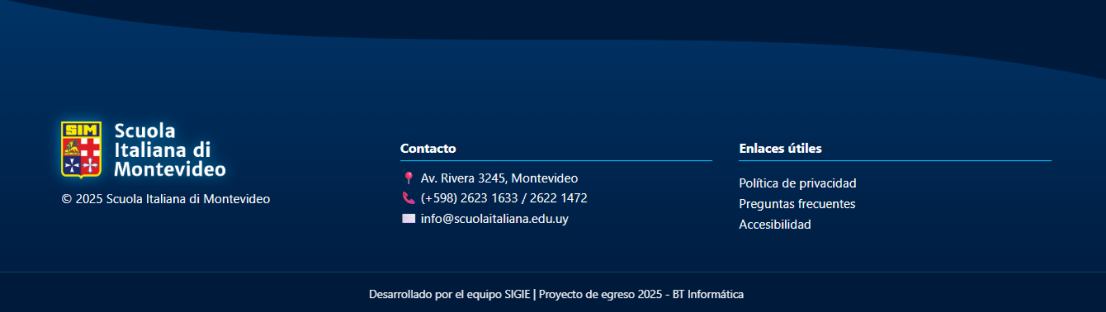 SIM
Scuola
Italiana di
Montevideo
© 2025 Scuola Italiana di Montevideo
Contacto
Av. Rivera 3245, Montevideo
(+598) 2623 1633 / 2622 1472
info@scuolaitaliana.edu.uy
Enlaces útiles
Política de privacidad
Preguntas frecuentes
Accesibilidad
Desarrollado por el equipo SIGIE | Proyecto de egreso 2025 - BT Informática